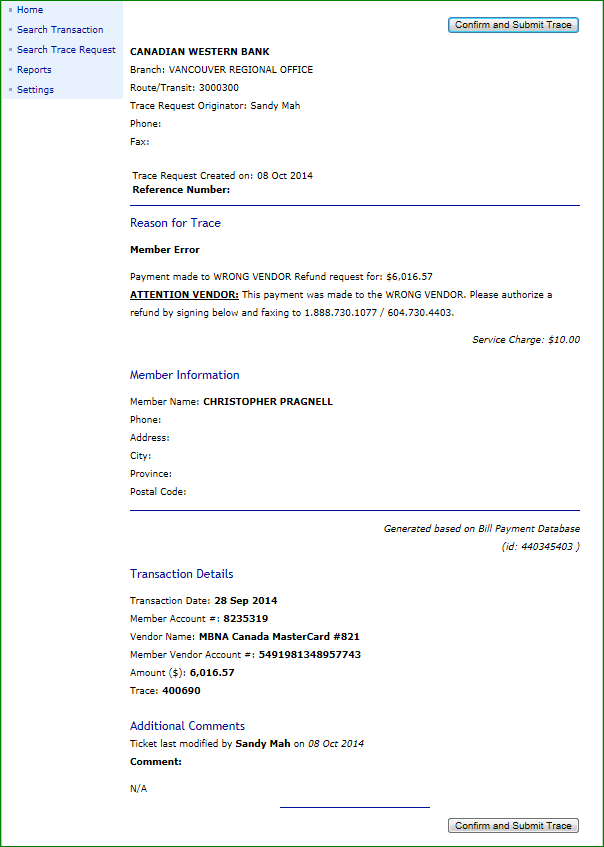 Home
Search Transaction
Search Trace Request
Reports
Settings
Confirm and Submit Trace
CANADIAN WESTERN BANK
Branch: VANCOUVER REGIONAL OFFICE
Route/Transit: 3000300
Trace Request Originator: Sandy Mah
Phone:
Fax:
Trace Request Created on: 08 Oct 2014
Reference Number:
Reason for Trace
Member Error
Payment made to WRONG VENDOR Refund request for: $6,016.57
ATTENTION VENDOR: This payment was made to the WRONG VENDOR. Please authorize a
refund by signing below and faxing to 1.888.730.1077 / 604.730.4403.
Service Charge: $10.00
Member Information
Member Name: CHRISTOPHER PRAGNELL
Phone:
Address:
City:
Province:
Postal Code:
Generated based on Bill Payment Database
(id: 440345403 )
Transaction Details
Transaction Date: 28 Sep 2014
Member Account #: 8235319
Vendor Name: MBNA Canada MasterCard #821
Member Vendor Account #: 5491981348957743
Amount ($): 6,016.57
Trace: 400690
Additional Comments
Ticket last modified by Sandy Mah on 08 Oct 2014
Comment:
N/A
Confirm and Submit Trace